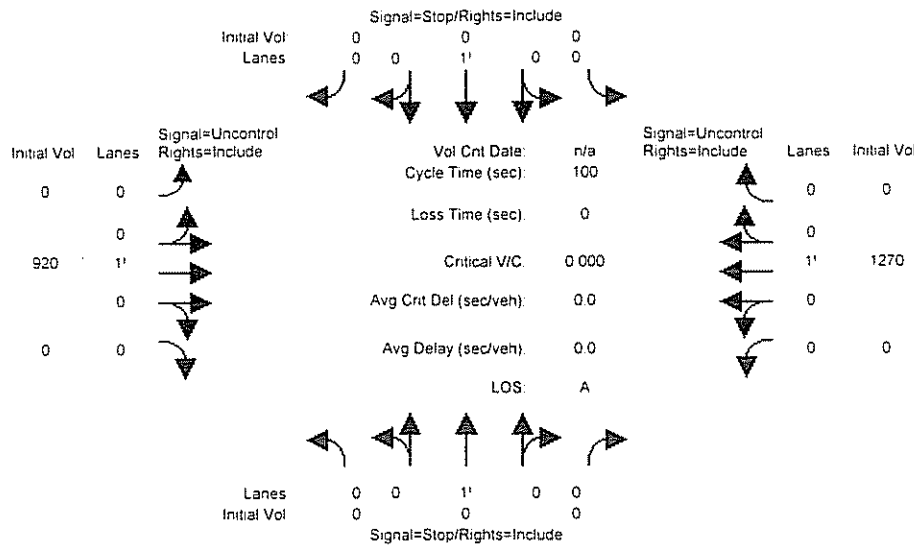 Signal=Stop/Rights=Include
Initial Vol 0 0 0
Lanes 0 0 1! 0 0
Signal=Uncontrol
Rights=Include
Initial Vol Lanes
Vol Cnt Date: n/a
Cycle Time (sec): 100
Signal=Uncontrol
Rights=Include
Lanes Initial Vol
0 0
0 0
Loss Time (sec): 0
0
0
920 1!
Critical V/C: 0.000
1! 1270
0
Avg Crit Del (sec/veh): 0.0
0
0 0
Avg Delay (sec/veh): 0.0
0 0
LOS: A
Lanes 0 0 1! 0 0
Initial Vol 0 0 0
Signal=Stop/Rights=Include